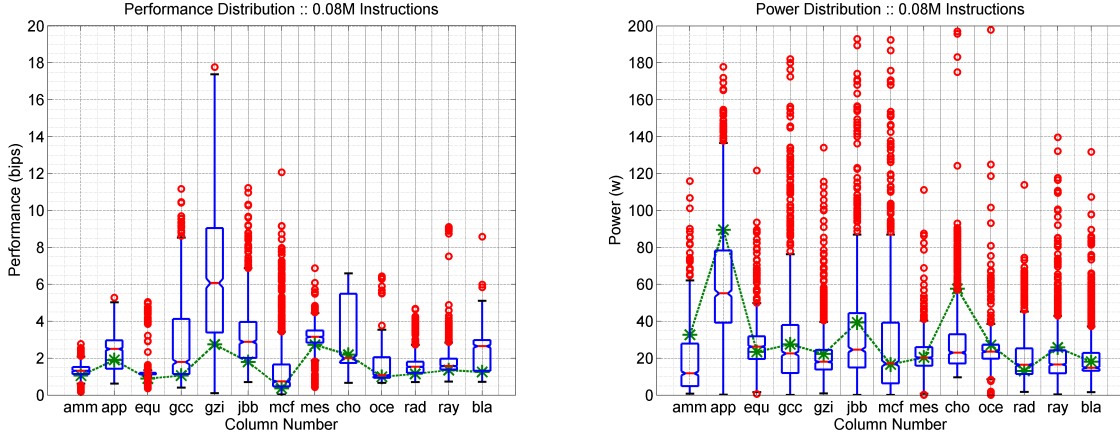 Performance Distribution :: 0.08M Instructions
20
18
16
14
12
10
8
6
4
2
0
Performance (bips)
amm app equ gcc gzi jbb mcf mes cho oce rad ray bla
Column Number
Power Distribution :: 0.08M Instructions
200
180
160
140
120
100
80
60
40
20
0
Power (w)
amm app equ gcc gzi jbb mcf mes cho oce rad ray bla
Column Number